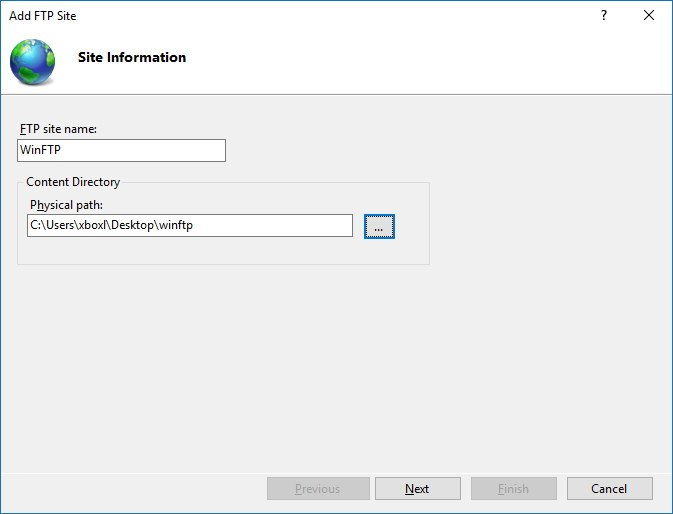 Add FTP Site
?
Site Information
FTP site name:
WinFTP
Content Directory
Physical path:
C:\Users\xboxl\Desktop\winftp
...
Previous
Next
Finish
Cancel